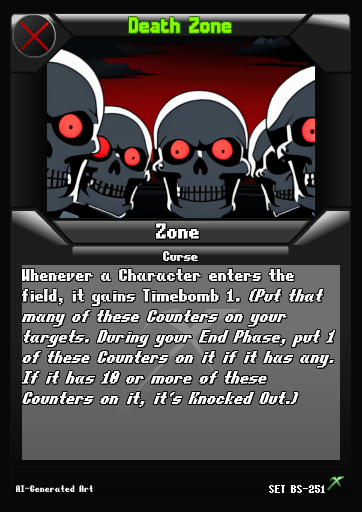 Death Zone
Zone
Curse
Whenever a Character enters the
field, it gains Timebomb 1. (Put that
many of these Counters on your
targets. During your End Phase, put 1
of these Counters on it if it has any.
If it has 10 or more of these
Counters on it, it's Knocked Out.)
AI-Generated Art
SET BS-251